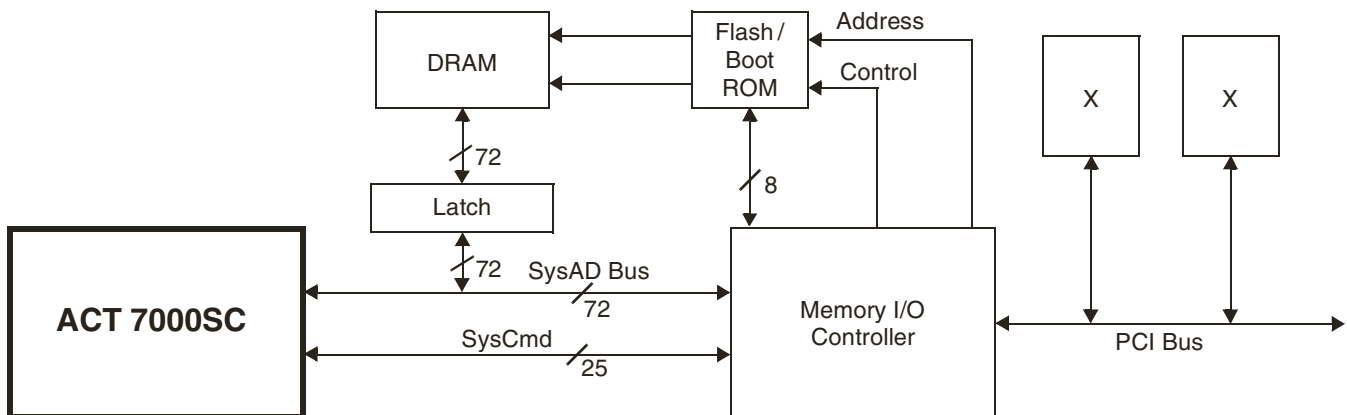 DRAM
Flash /
Boot
ROM
Address
Control
X
X
72
8
Latch
72
SysAD Bus
72
ACT 7000SC
SysCmd
25
Memory I/O
Controller
PCI Bus